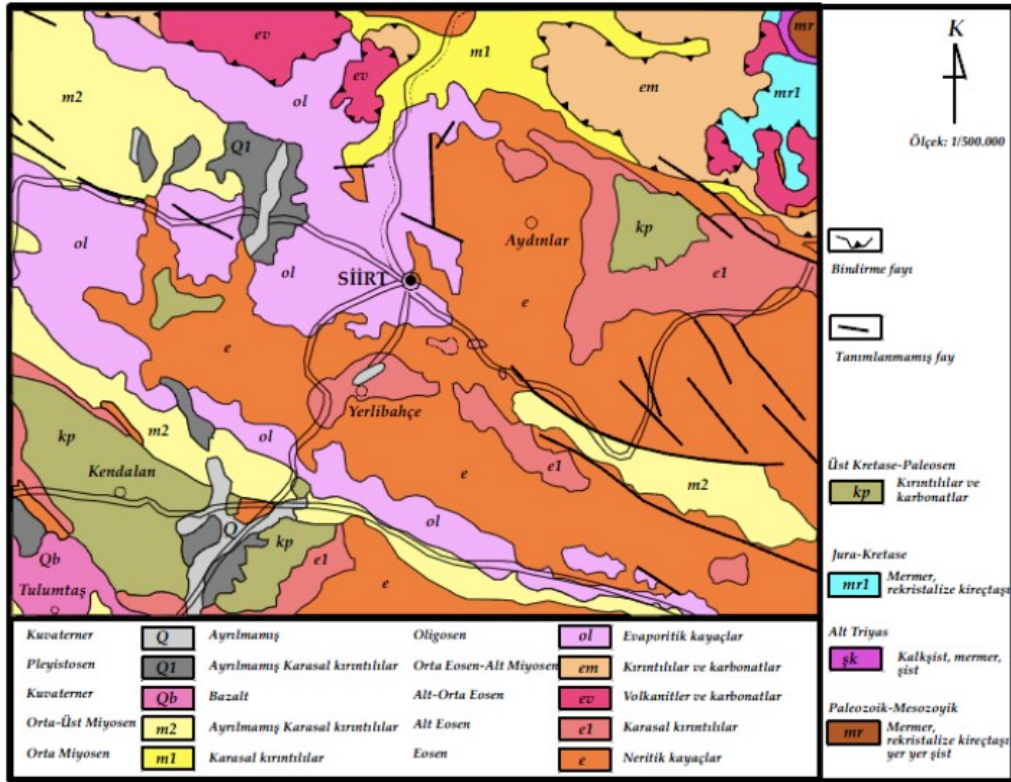 ev
m1
mr
ev
em
m2
ol
mr1
Q1
Aydınlar
kp
ol
ol
SİİRT
e1
e
e
Yerlibahçe
m2
ol
kp
Kendalan
e
e1
m2
ol
Q
kp
Qb
e1
Tulumtaş
e
K
Ölçek: 1/500.000
Bindirme fayı
Tanımlanmamış fay
Üst Kretase-Paleosen
kp Kırıntılılar ve karbonatlar
Jura-Kretase
mr1 Mermer, rekristalize kireçtaşı
Alt Triyas
şk Kalkşist, mermer, şist
Paleozoik-Mesozoyik
mr Mermer, rekristalize kireçtaşı yer yer şist
Kuvaterner Q Ayrılmamış
Pleyistosen Q1 Ayrılmamış Karasal kırıntılılar
Kuvaterner Qb Bazalt
Orta-Üst Miyosen m2 Ayrılmamış Karasal kırıntılılar
Orta Miyosen m1 Karasal kırıntılılar
Oligosen ol Evaporitik kayaçlar
Orta Eosen-Alt Miyosen em Kırıntılılar ve karbonatlar
Alt-Orta Eosen ev Volkanitler ve karbonatlar
Alt Eosen e1 Karasal kırıntılılar
Eosen e Neritik kayaçlar